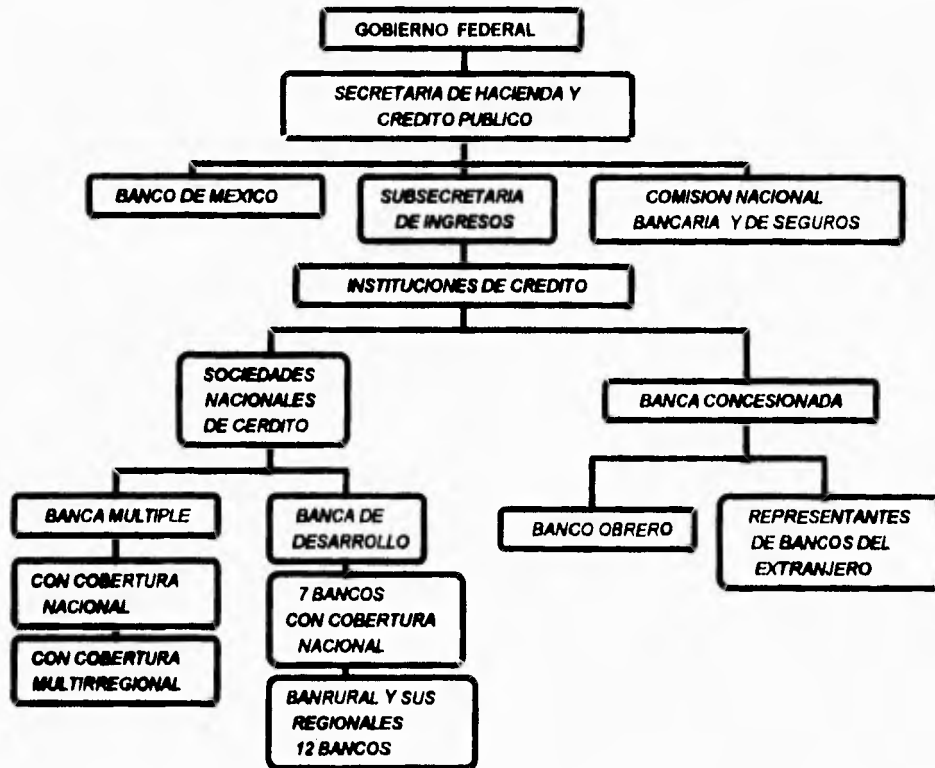 GOBIERNO FEDERAL
SECRETARIA DE HACIENDA Y
CREDITO PUBLICO
BANCO DE MEXICO
SUBSECRETARIA
DE INGRESOS
COMISION NACIONAL
BANCARIA Y DE SEGUROS
INSTITUCIONES DE CREDITO
SOCIEDADES
NACIONALES
DE CERDITO
BANCA CONCESIONADA
BANCA MULTIPLE
BANCA DE
DESARROLLO
BANCO OBRERO
REPRESENTANTES
DE BANCOS DEL
EXTRANJERO
CON COBERTURA
NACIONAL
7 BANCOS
CON COBERTURA
NACIONAL
CON COBERTURA
MULTIRREGIONAL
BANRURAL Y SUS
REGIONALES
12 BANCOS